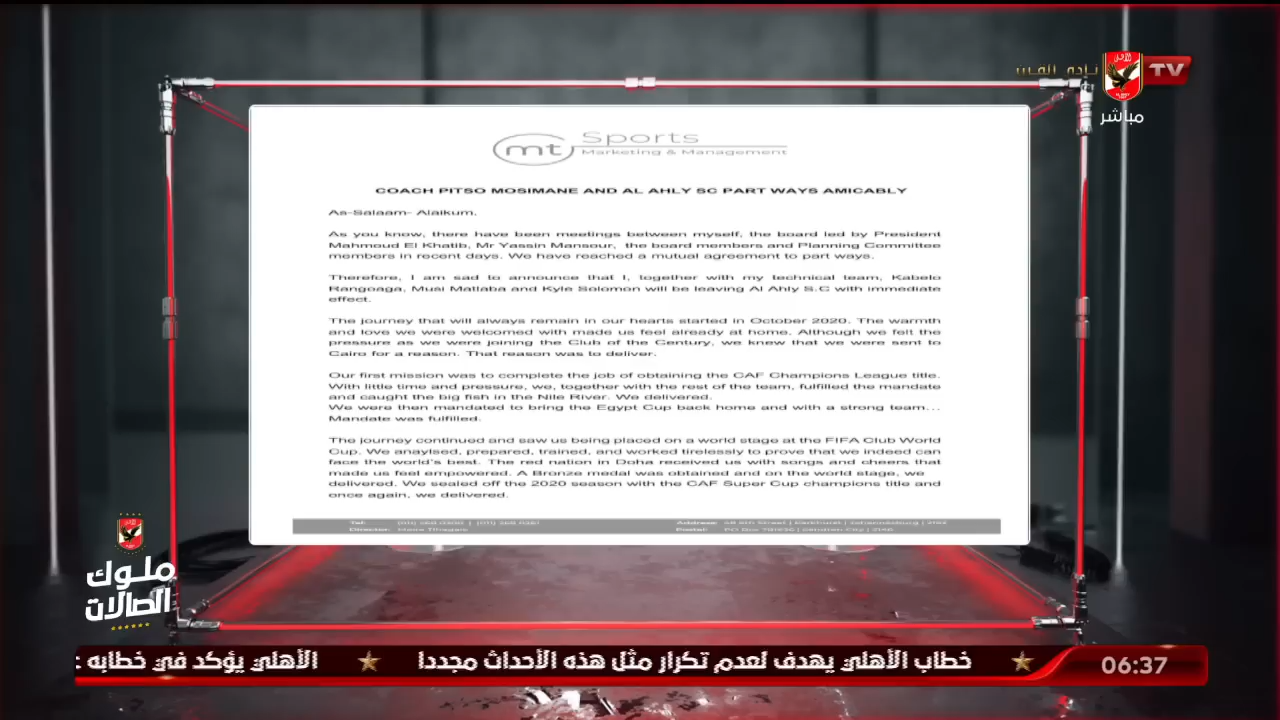 نادي القرن
TV
مباشر
mt Sports
Marketing & Management
COACH PITSO MOSIMANE AND AL AHLY SC PART WAYS AMICABLY
As-Salaam- Alaikum,
As you know, there have been meetings between myself, the board led by President
Mahmoud El Khatib, Mr Yassin Mansour, the board members and Planning Committee
members in recent days. We have reached a mutual agreement to part ways.
Therefore, I am sad to announce that I, together with my technical team, Kabelo
Rangoaga, Musi Matlaba and Kyle Solomon will be leaving Al Ahly S.C with immediate
effect.
The journey that will always remain in our hearts started in October 2020. The warmth
and love we were welcomed with made us feel already at home. Although we felt the
pressure as we were joining the Club of the Century, we knew that we were sent to
Cairo for a reason. That reason was to deliver.
Our first mission was to complete the job of obtaining the CAF Champions League title.
With little time and pressure, we, together with the rest of the team, fulfilled the mandate
and caught the big fish in the Nile River. We delivered.
We were then mandated to bring the Egypt Cup back home and with a strong team…
Mandate was fulfilled.
The journey continued and saw us being placed on a world stage at the FIFA Club World
Cup. We anaylsed, prepared, trained, and worked tirelessly to prove that we indeed can
face the world's best. The red nation in Doha received us with songs and cheers that
made us feel empowered. A Bronze medal was obtained and on the world stage, we
delivered. We sealed off the 2020 season with the CAF Super Cup champions title and
once again, we delivered.
Tel:
Address:
Director:
Postal:
ملوك
الصالات
خطاب الأهلي يهدف لعدم تكرار مثل هذه الأحداث مجددا ★ الأهلي يؤكد في خطابه
06:37